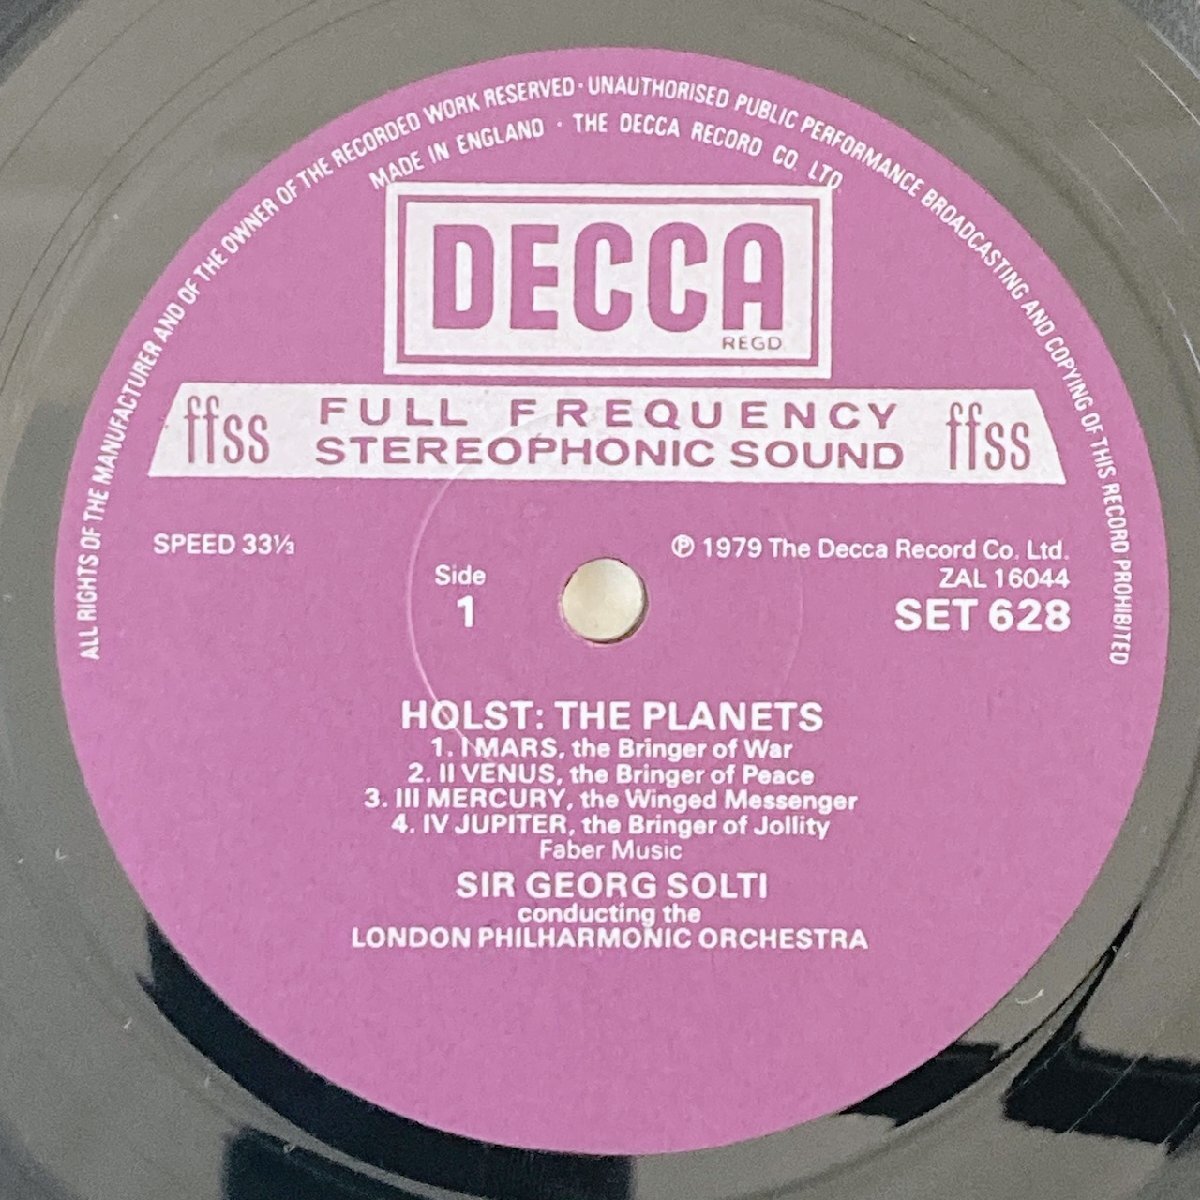 ALL RIGHTS OF THE MANUFACTURER AND OF THE OWNER OF THE RECORDED WORK RESERVED · UNAUTHORISED PUBLIC PERFORMANCE BROADCASTING AND COPYING OF THIS RECORD PROHIBITED
MADE IN ENGLAND · THE DECCA RECORD CO. LTD.
DECCA
REGD
ffss FULL FREQUENCY ffss
STEREOPHONIC SOUND
SPEED 33⅓
℗ 1979 The Decca Record Co. Ltd.
Side
ZAL 16044
1
SET 628
HOLST: THE PLANETS
1. I MARS, the Bringer of War
2. II VENUS, the Bringer of Peace
3. III MERCURY, the Winged Messenger
4. IV JUPITER, the Bringer of Jollity
Faber Music
SIR GEORG SOLTI
conducting the
LONDON PHILHARMONIC ORCHESTRA